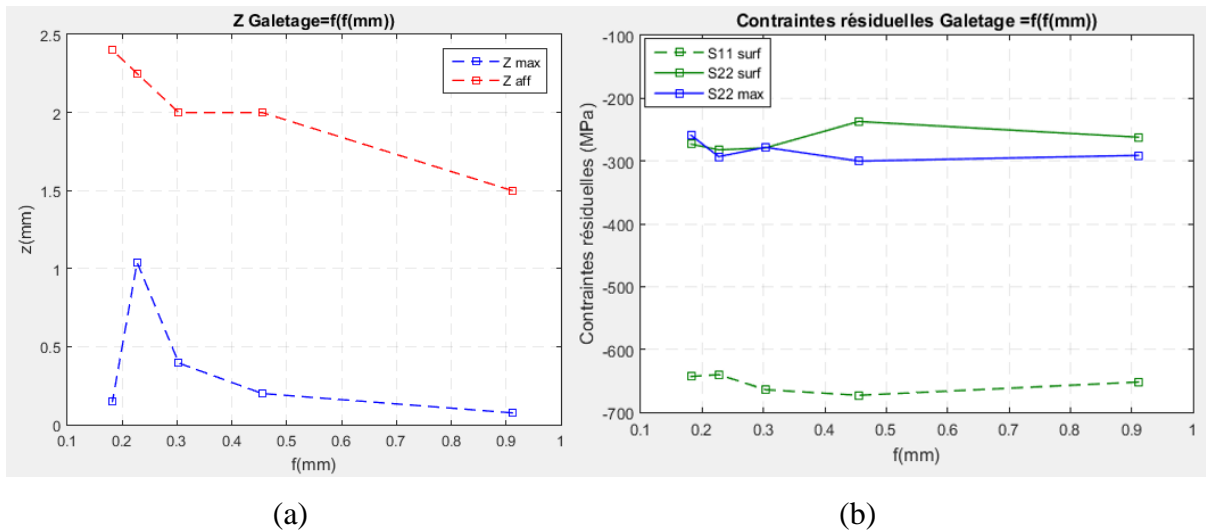 Z Galetage=f(f(mm))
2.5
2
1.5
1
0.5
0
z(mm)
Z max
Z aff
0.1 0.2 0.3 0.4 0.5 0.6 0.7 0.8 0.9 1
f(mm)
(a)
Contraintes résiduelles Galetage =f(f(mm))
-100
-200
-300
-400
-500
-600
-700
Contraintes résiduelles (MPa)
S11 surf
S22 surf
S22 max
0.1 0.2 0.3 0.4 0.5 0.6 0.7 0.8 0.9 1
f(mm)
(b)